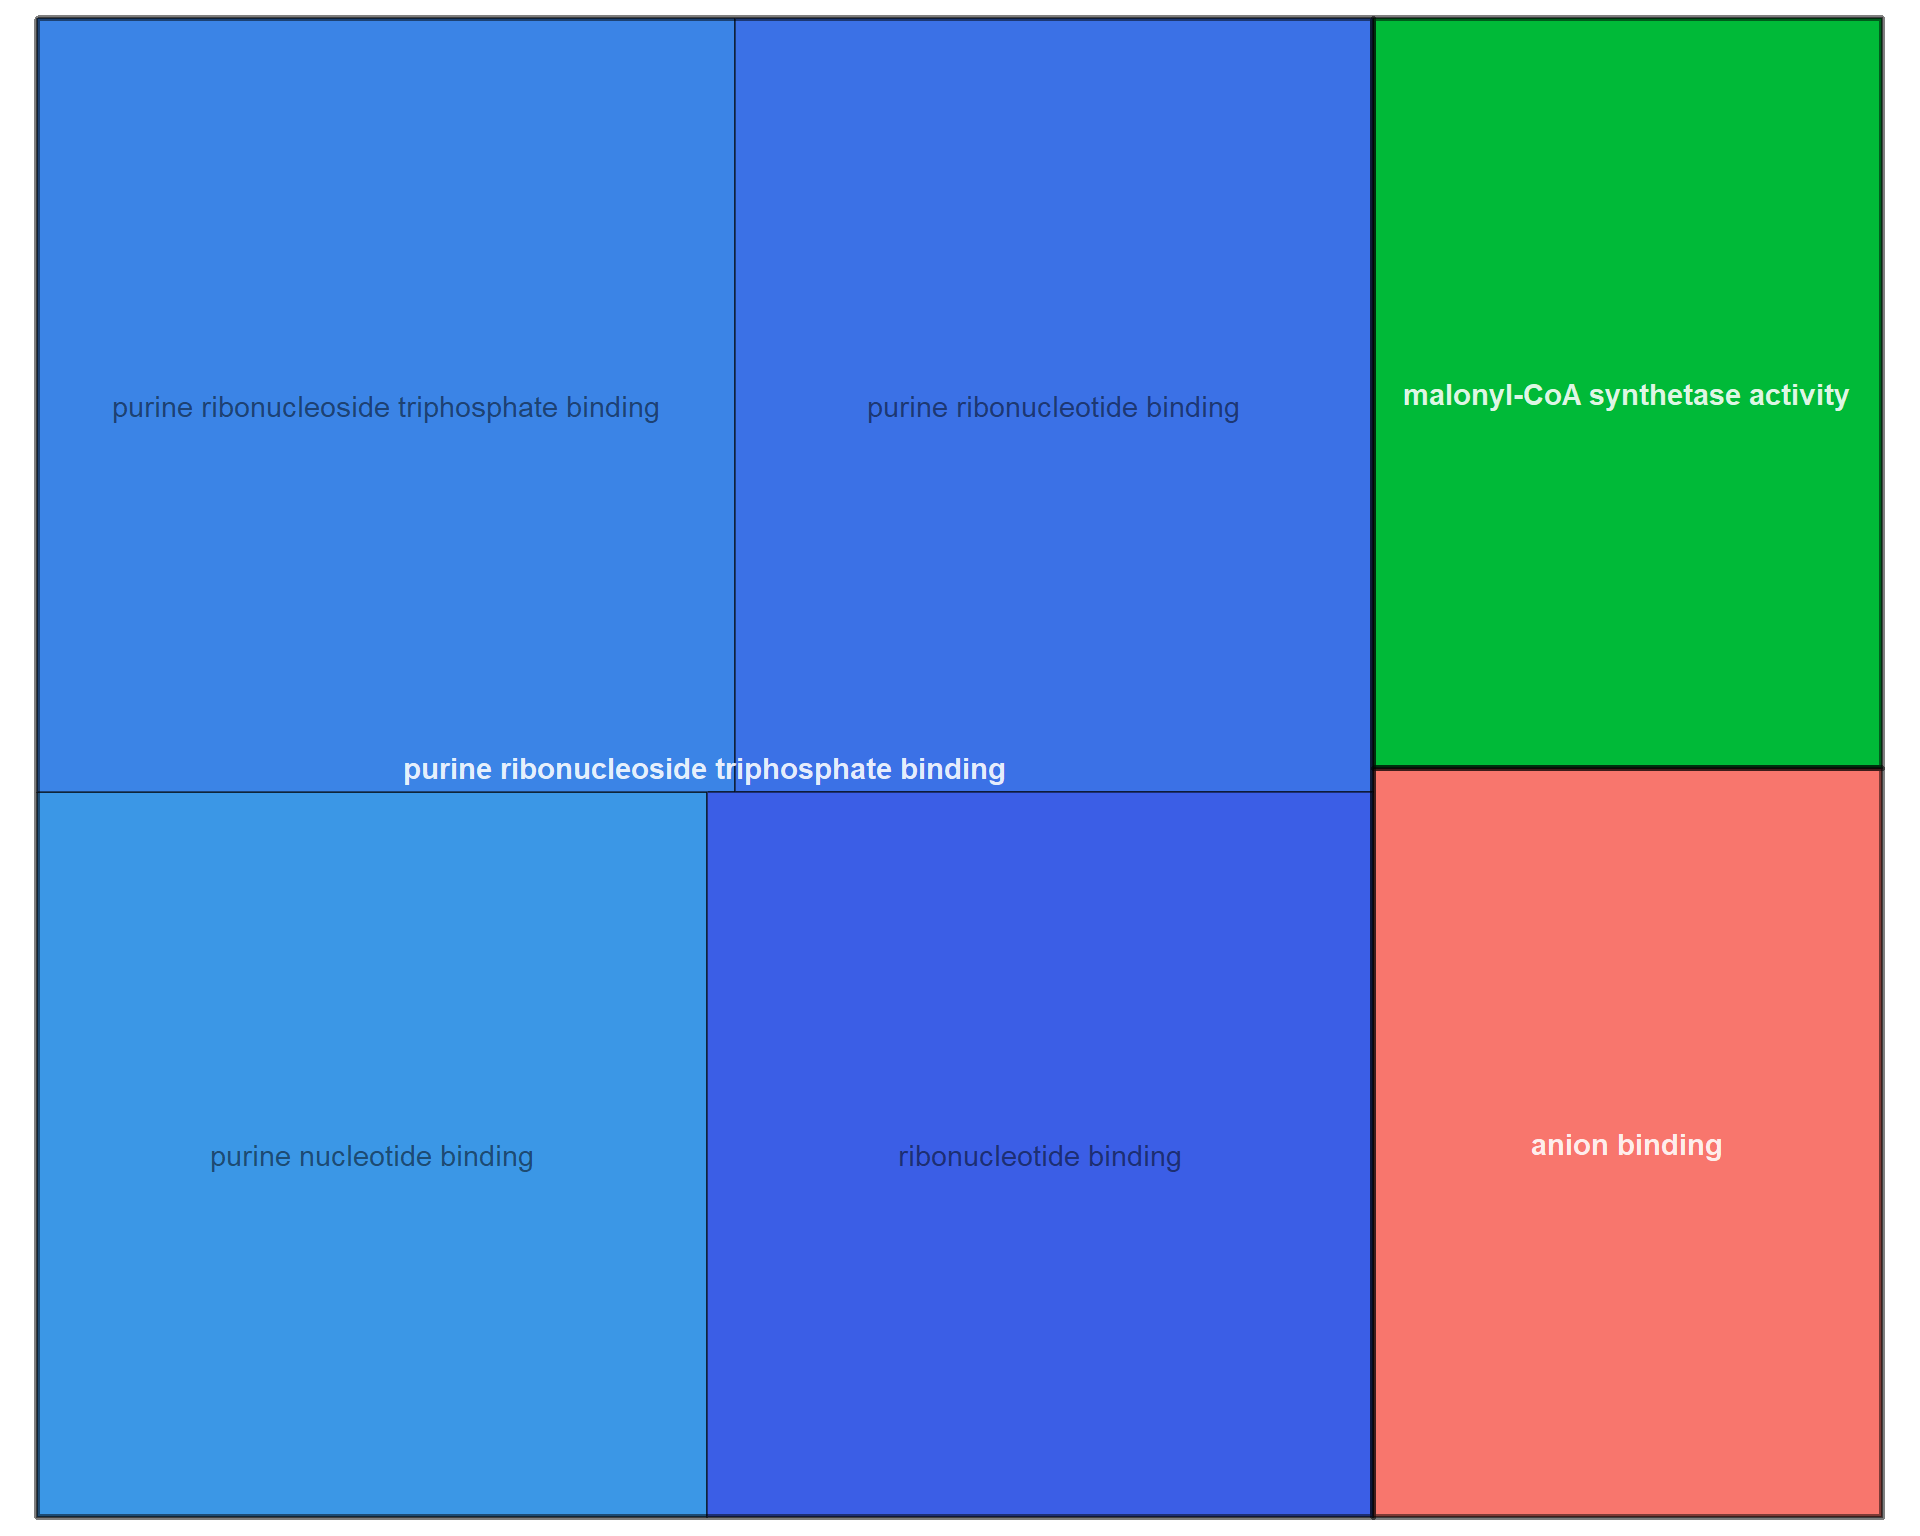 purine ribonucleoside triphosphate binding
purine ribonucleotide binding
malonyl-CoA synthetase activity
purine ribonucleoside triphosphate binding
purine nucleotide binding
ribonucleotide binding
anion binding